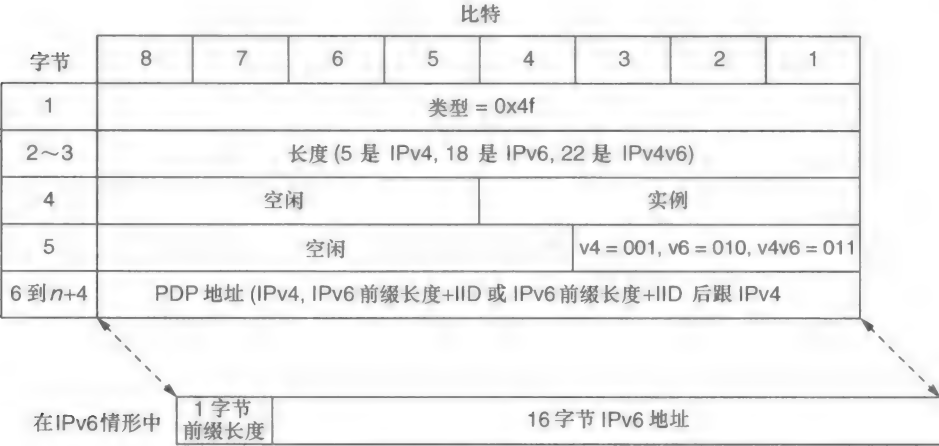 比特
字节 8 7 6 5 4 3 2 1
1 类型 = 0x4f
2～3 长度 (5 是 IPv4, 18 是 IPv6, 22 是 IPv4v6)
4 空闲 实例
5 空闲 v4 = 001, v6 = 010, v4v6 = 011
6 到n+4 PDP 地址 (IPv4, IPv6 前缀长度+IID 或 IPv6 前缀长度+IID 后跟 IPv4
在IPv6情形中 1 字节 16 字节 IPv6 地址
前缀长度